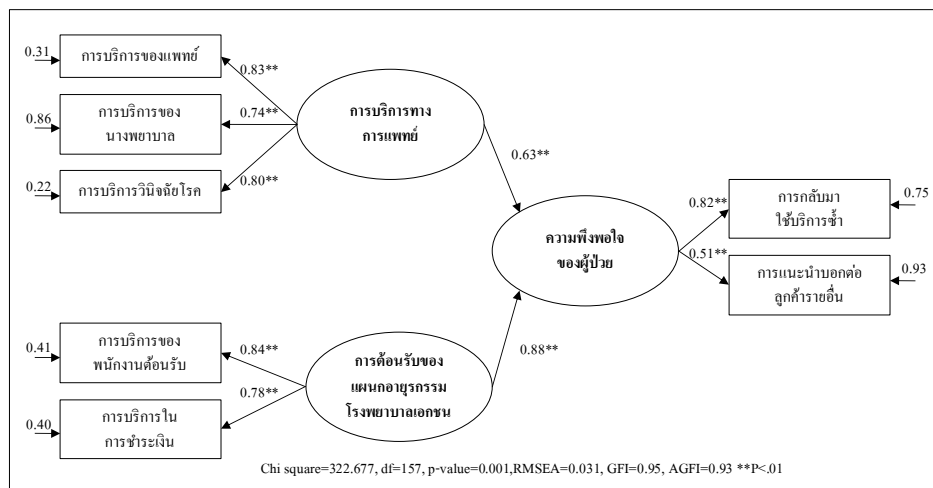 0.31
การบริการของแพทย์
0.83**
0.86
การบริการของ
นางพยาบาล
0.74**
0.22
การบริการวินิจฉัยโรค
0.80**
การบริการทาง
การแพทย์
0.63**
ความพึงพอใจ
ของผู้ป่วย
0.82**
การกลับมา
ใช้บริการซ้ำ
0.75
0.51**
การแนะนำบอกต่อ
ลูกค้ารายอื่น
0.93
0.41
การบริการของ
พนักงานต้อนรับ
0.84**
0.40
การบริการใน
การชำระเงิน
0.78**
การต้อนรับของ
แผนกอายุรกรรม
โรงพยาบาลเอกชน
0.88**
Chi square=322.677, df=157, p-value=0.001,RMSEA=0.031, GFI=0.95, AGFI=0.93 **P<.01